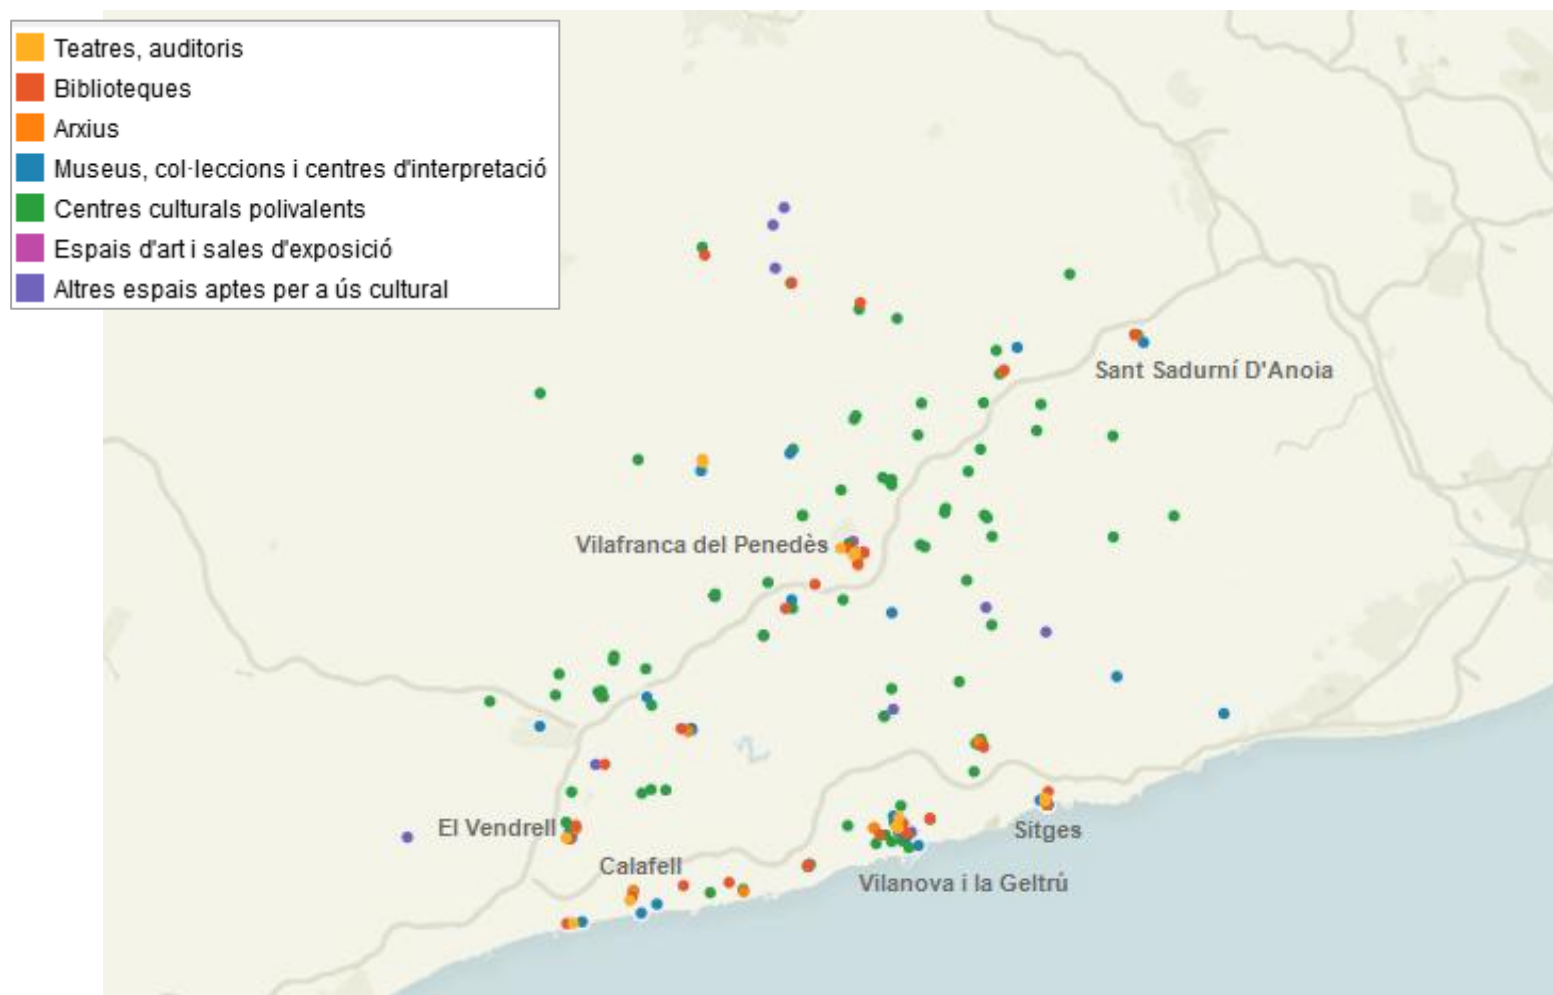 Teatres, auditoris
Biblioteques
Arxius
Museus, col·leccions i centres d'interpretació
Centres culturals polivalents
Espais d'art i sales d'exposició
Altres espais aptes per a ús cultural
Sant Sadurní D'Anoia
Vilafranca del Penedès
El Vendrell
Sitges
Calafell
Vilanova i la Geltrù